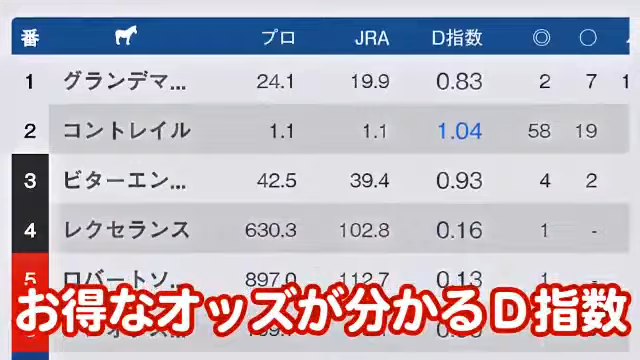 番 プロ JRA D指数 ◎ 〇
1 グランデマ... 24.1 19.9 0.83 2 7 1
2 コントレイル 1.1 1.1 1.04 58 19
3 ビターエン... 42.5 39.4 0.93 4 2
4 レクセランス 630.3 102.8 0.16 1 -
5 ロバートソ... 897.0 112.7 0.13 1 -
お得なオッズが分かるD指数